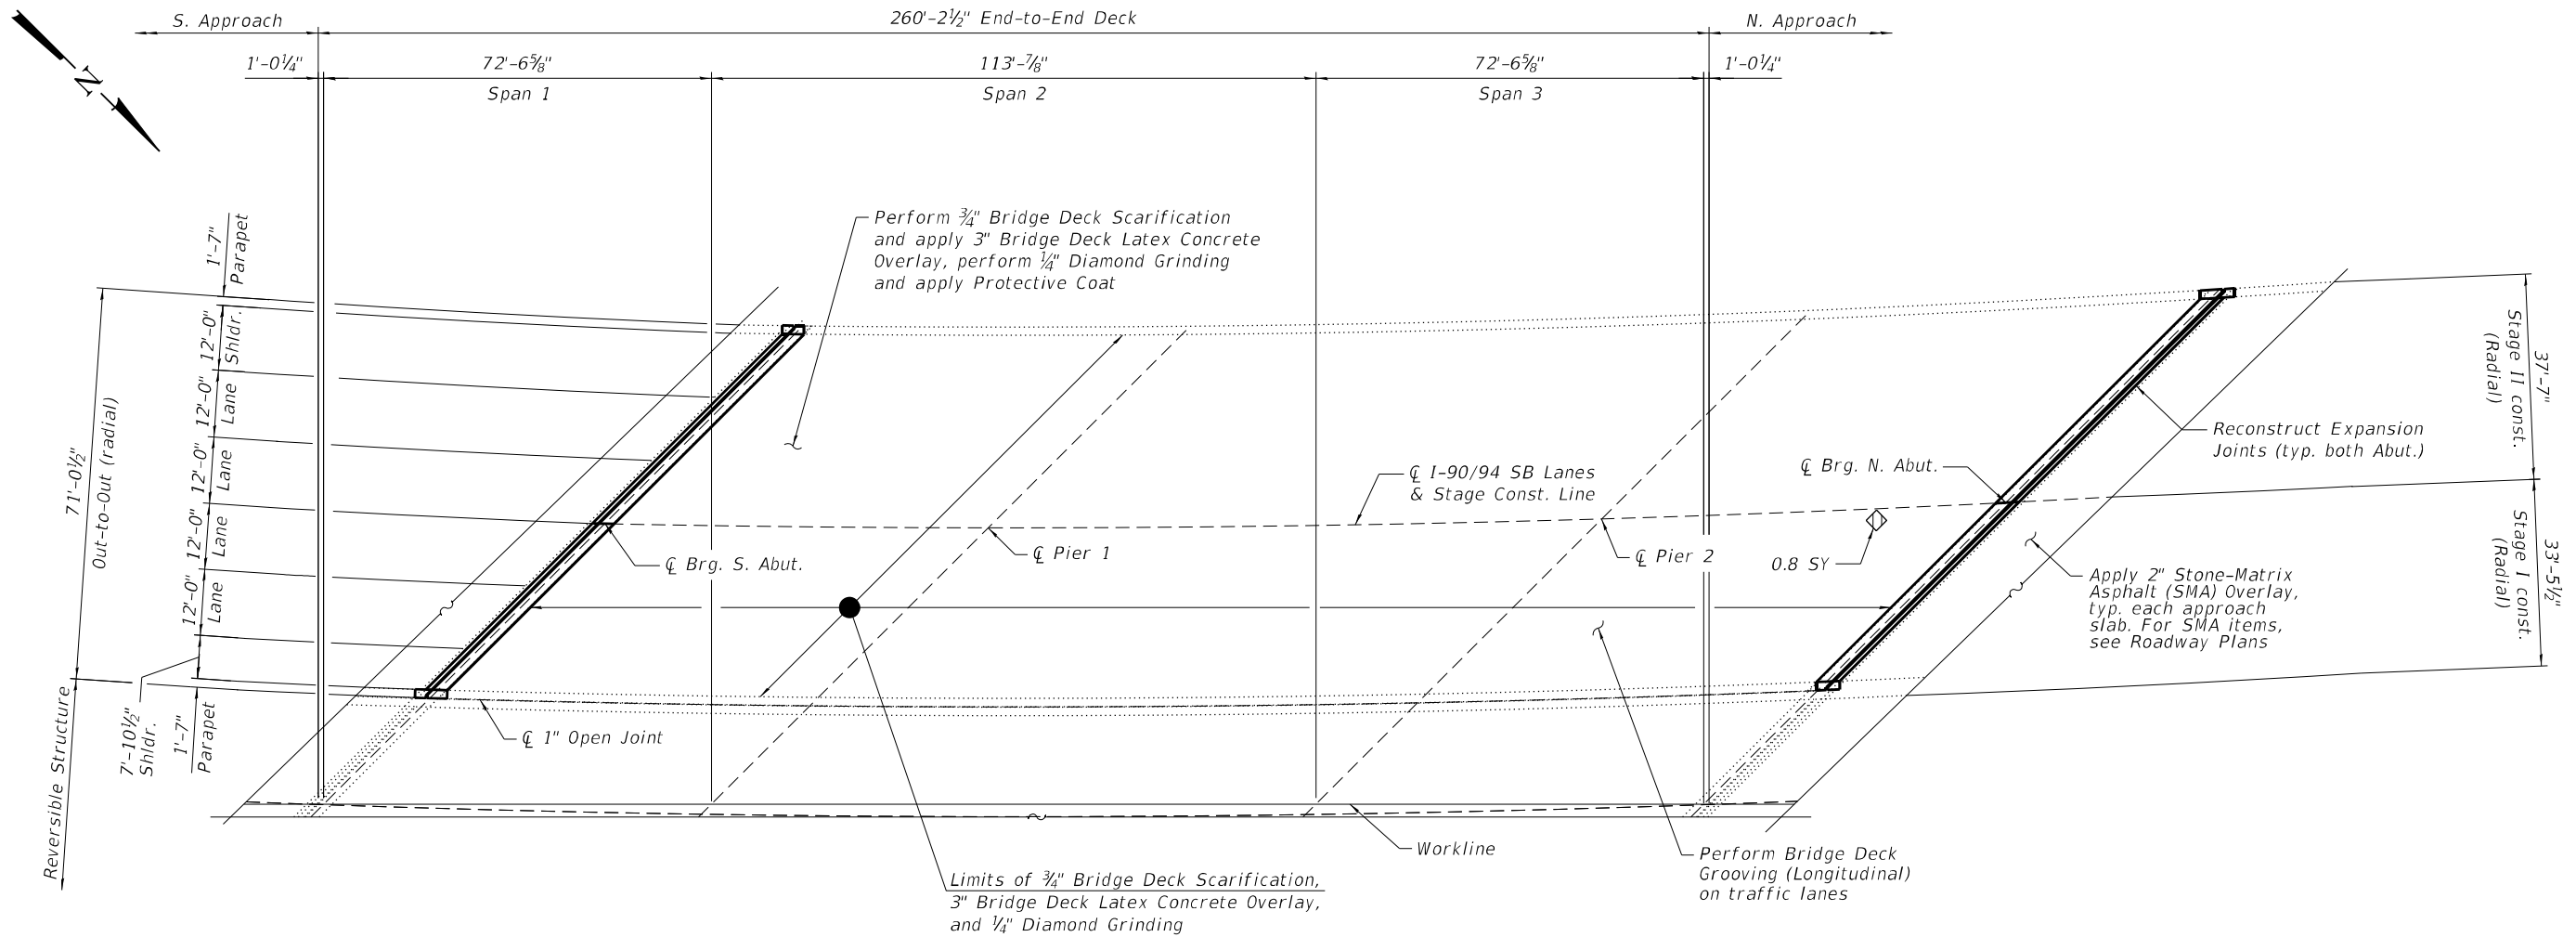 S. Approach
260'-2½" End-to-End Deck
N. Approach
1'-0¼"
72'-6⅝"
113'-⅞"
72'-6⅝"
1'-0¼"
Span 1
Span 2
Span 3
N
Perform ¾" Bridge Deck Scarification
and apply 3" Bridge Deck Latex Concrete
Overlay, perform ¼" Diamond Grinding
and apply Protective Coat
1'-7"
Parapet
12'-0"
Shldr.
12'-0"
Lane
12'-0"
Lane
12'-0"
Lane
12'-0"
Lane
71'-0½"
Out-to-Out (radial)
7'-10½"
Shldr.
1'-7"
Parapet
Reversible Structure
℄ Brg. S. Abut.
℄ Pier 1
℄ I-90/94 SB Lanes
& Stage Const. Line
℄ Pier 2
℄ Brg. N. Abut.
0.8 SY
Reconstruct Expansion
Joints (typ. both Abut.)
37'-7"
Stage II const.
(Radial)
33'-5½"
Stage I const.
(Radial)
Apply 2" Stone-Matrix
Asphalt (SMA) Overlay,
typ. each approach
slab. For SMA items,
see Roadway Plans
℄ 1" Open Joint
Workline
Perform Bridge Deck
Grooving (Longitudinal)
on traffic lanes
Limits of ¾" Bridge Deck Scarification,
3" Bridge Deck Latex Concrete Overlay,
and ¼" Diamond Grinding